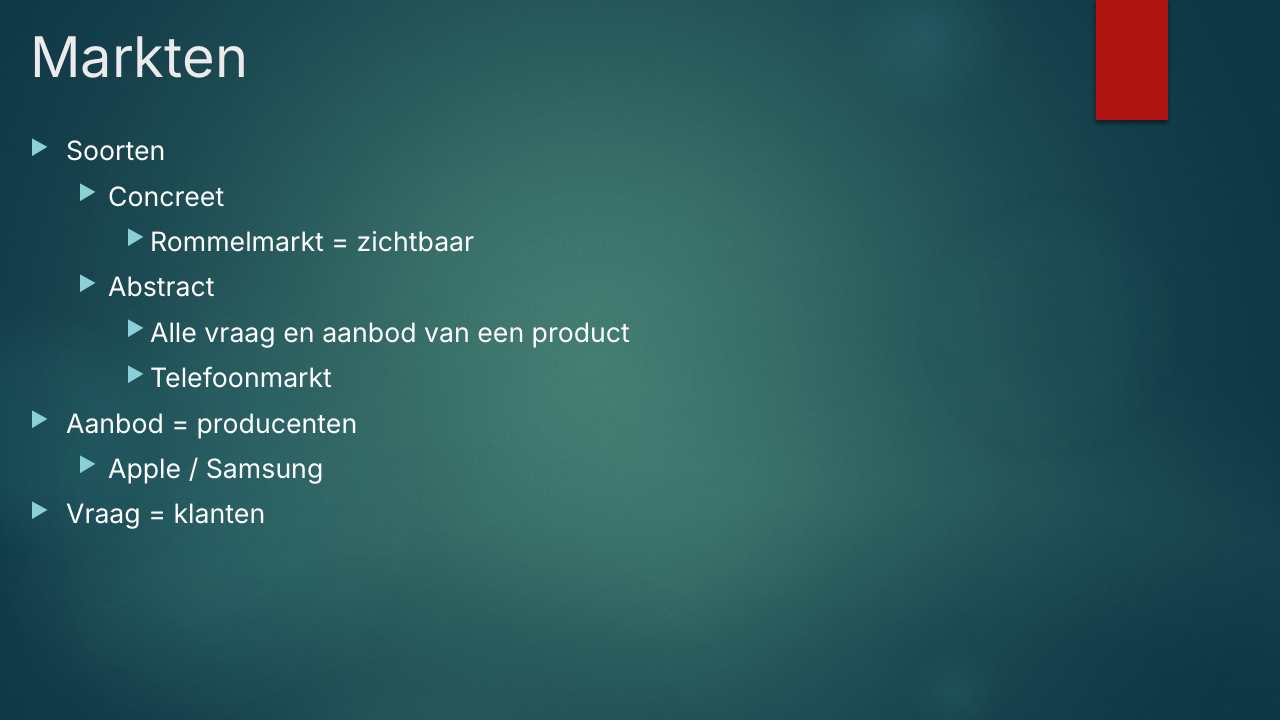 Markten
Soorten
Concreet
Rommelmarkt = zichtbaar
Abstract
Alle vraag en aanbod van een product
Telefoonmarkt
Aanbod = producenten
Apple / Samsung
Vraag = klanten